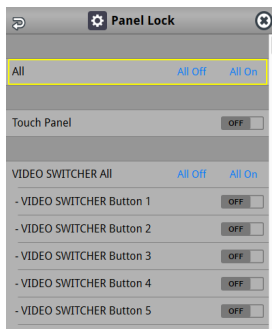 Panel Lock
All All Off All On
Touch Panel OFF
VIDEO SWITCHER All All Off All On
- VIDEO SWITCHER Button 1 OFF
- VIDEO SWITCHER Button 2 OFF
- VIDEO SWITCHER Button 3 OFF
- VIDEO SWITCHER Button 4 OFF
- VIDEO SWITCHER Button 5 OFF